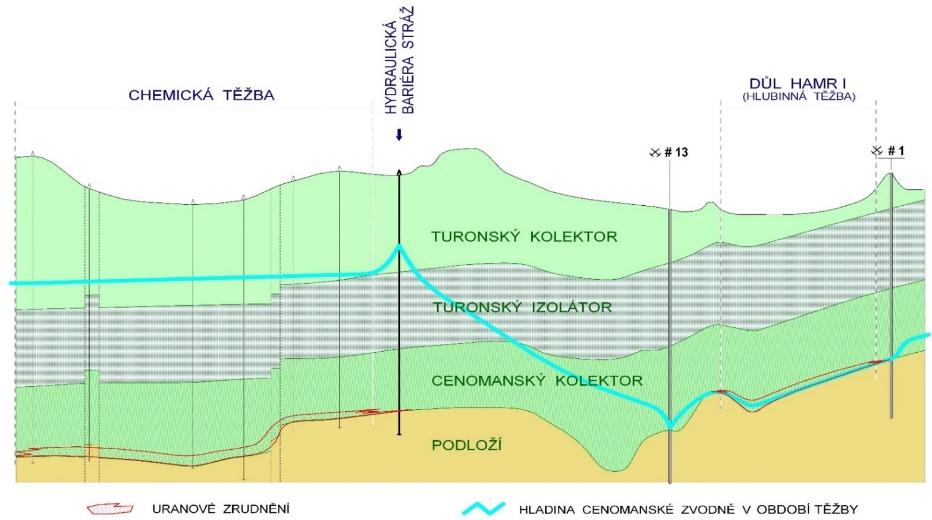 CHEMICKÁ TĚŽBA
HYDRAULICKÁ
BARIÉRA STRÁŽ
DŮL HAMR I
(HLUBINNÁ TĚŽBA)
# 13
# 1
TURONSKÝ KOLEKTOR
TURONSKÝ IZOLÁTOR
CENOMANSKÝ KOLEKTOR
PODLOŽÍ
URANOVÉ ZRUDNĚNÍ
HLADINA CENOMANSKÉ ZVODNĚ V OBDOBÍ TĚŽBY